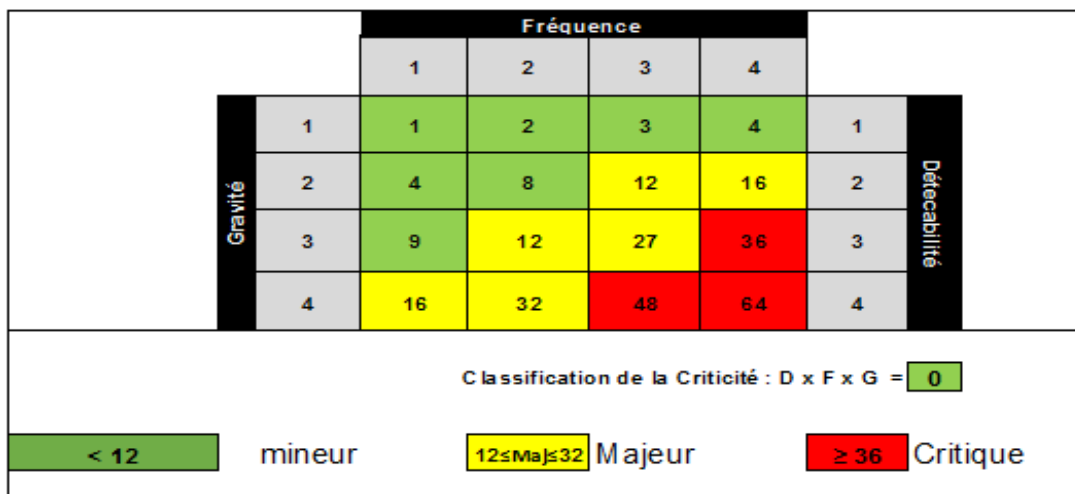 Fréquence
1 2 3 4
1 1 2 3 4 1
2 4 8 12 16 2
3 9 12 27 36 3
4 16 32 48 64 4
Gravité
Détecabilité
Classification de la Criticité : D x F x G = 0
< 12 mineur 12≤Maj≤32 Majeur ≥ 36 Critique